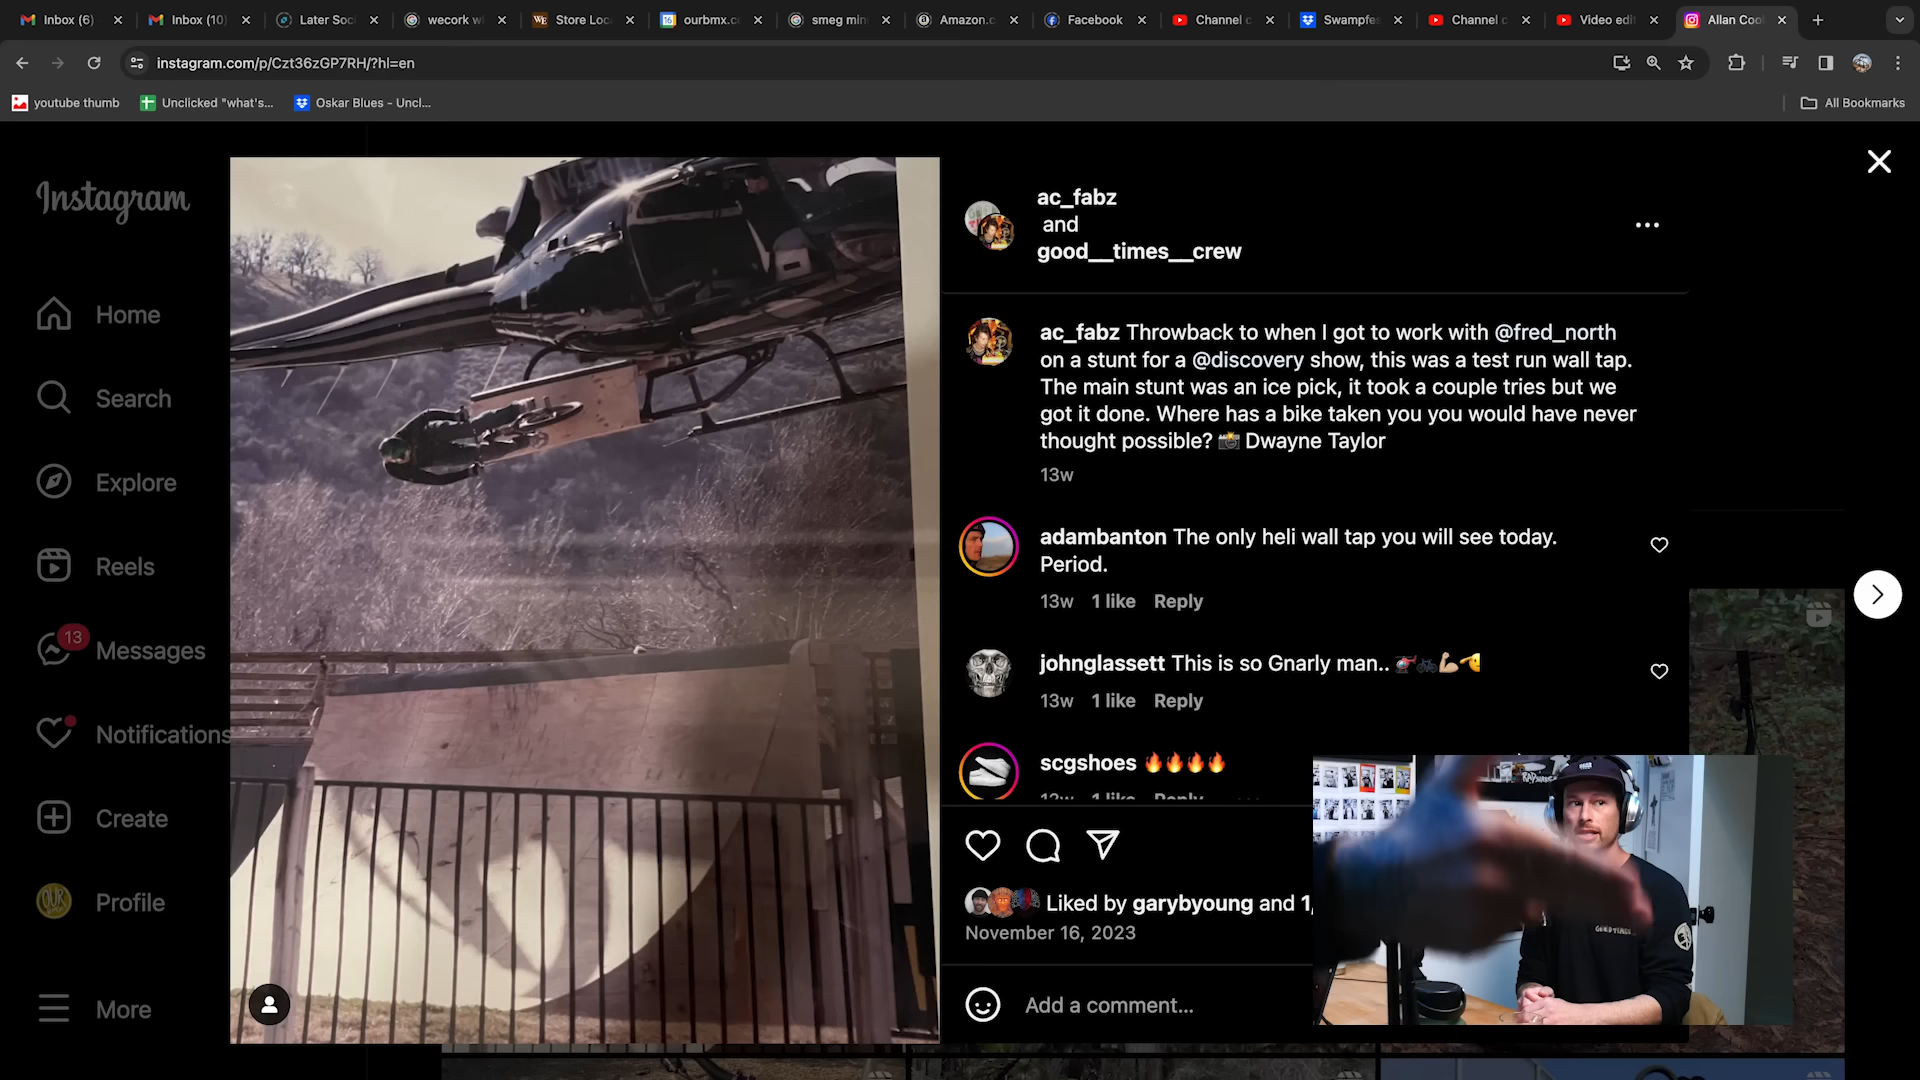 Inbox (6)
Inbox (10)
Later Soc
wecork w
Store Loc
ourbmx.c
smeg min
Amazon.c
Facebook
Channel c
Swampfes
Channel c
Video edi
Allan Coo
instagram.com/p/Czt36zGP7RH/?hl=en
youtube thumb
Unclicked "what's...
Oskar Blues - Uncl...
All Bookmarks
Instagram
Home
Search
Explore
Reels
13
Messages
Notifications
Create
Profile
More
ac_fabz
and
good__times__crew
ac_fabz Throwback to when I got to work with @fred_north
on a stunt for a @discovery show, this was a test run wall tap.
The main stunt was an ice pick, it took a couple tries but we
got it done. Where has a bike taken you you would have never
thought possible? 📸 Dwayne Taylor
13w
adambanton The only heli wall tap you will see today.
Period.
13w 1 like Reply
johnglassett This is so Gnarly man.. 🚁🚲💪🤜
13w 1 like Reply
scgshoes 🔥🔥🔥🔥
13w 1 like Reply
Liked by garybyoung and 1,
November 16, 2023
Add a comment...